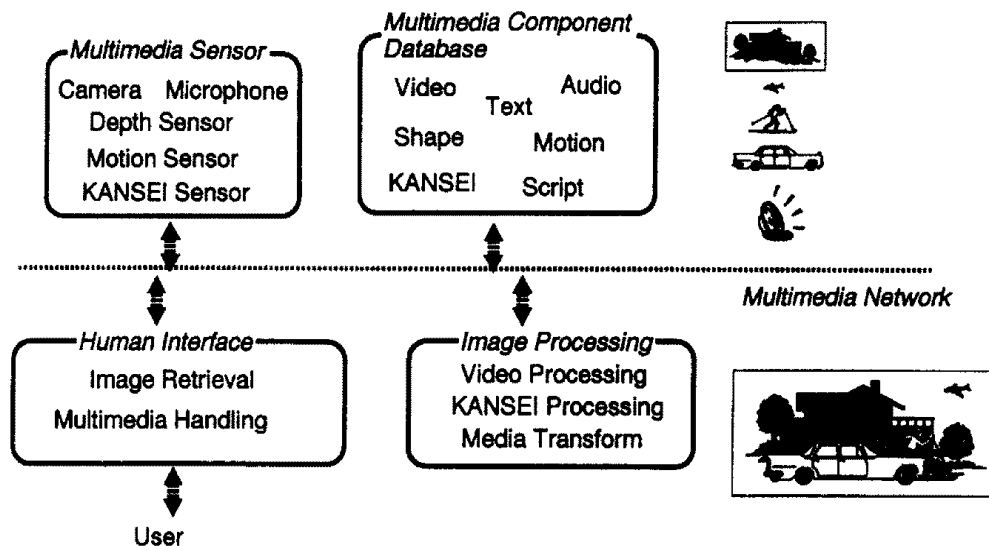 Multimedia Sensor
Camera Microphone
Depth Sensor
Motion Sensor
KANSEI Sensor
Multimedia Component
Database
Video
Audio
Text
Shape
Motion
KANSEI
Script
Multimedia Network
Human Interface
Image Retrieval
Multimedia Handling
Image Processing
Video Processing
KANSEI Processing
Media Transform
User